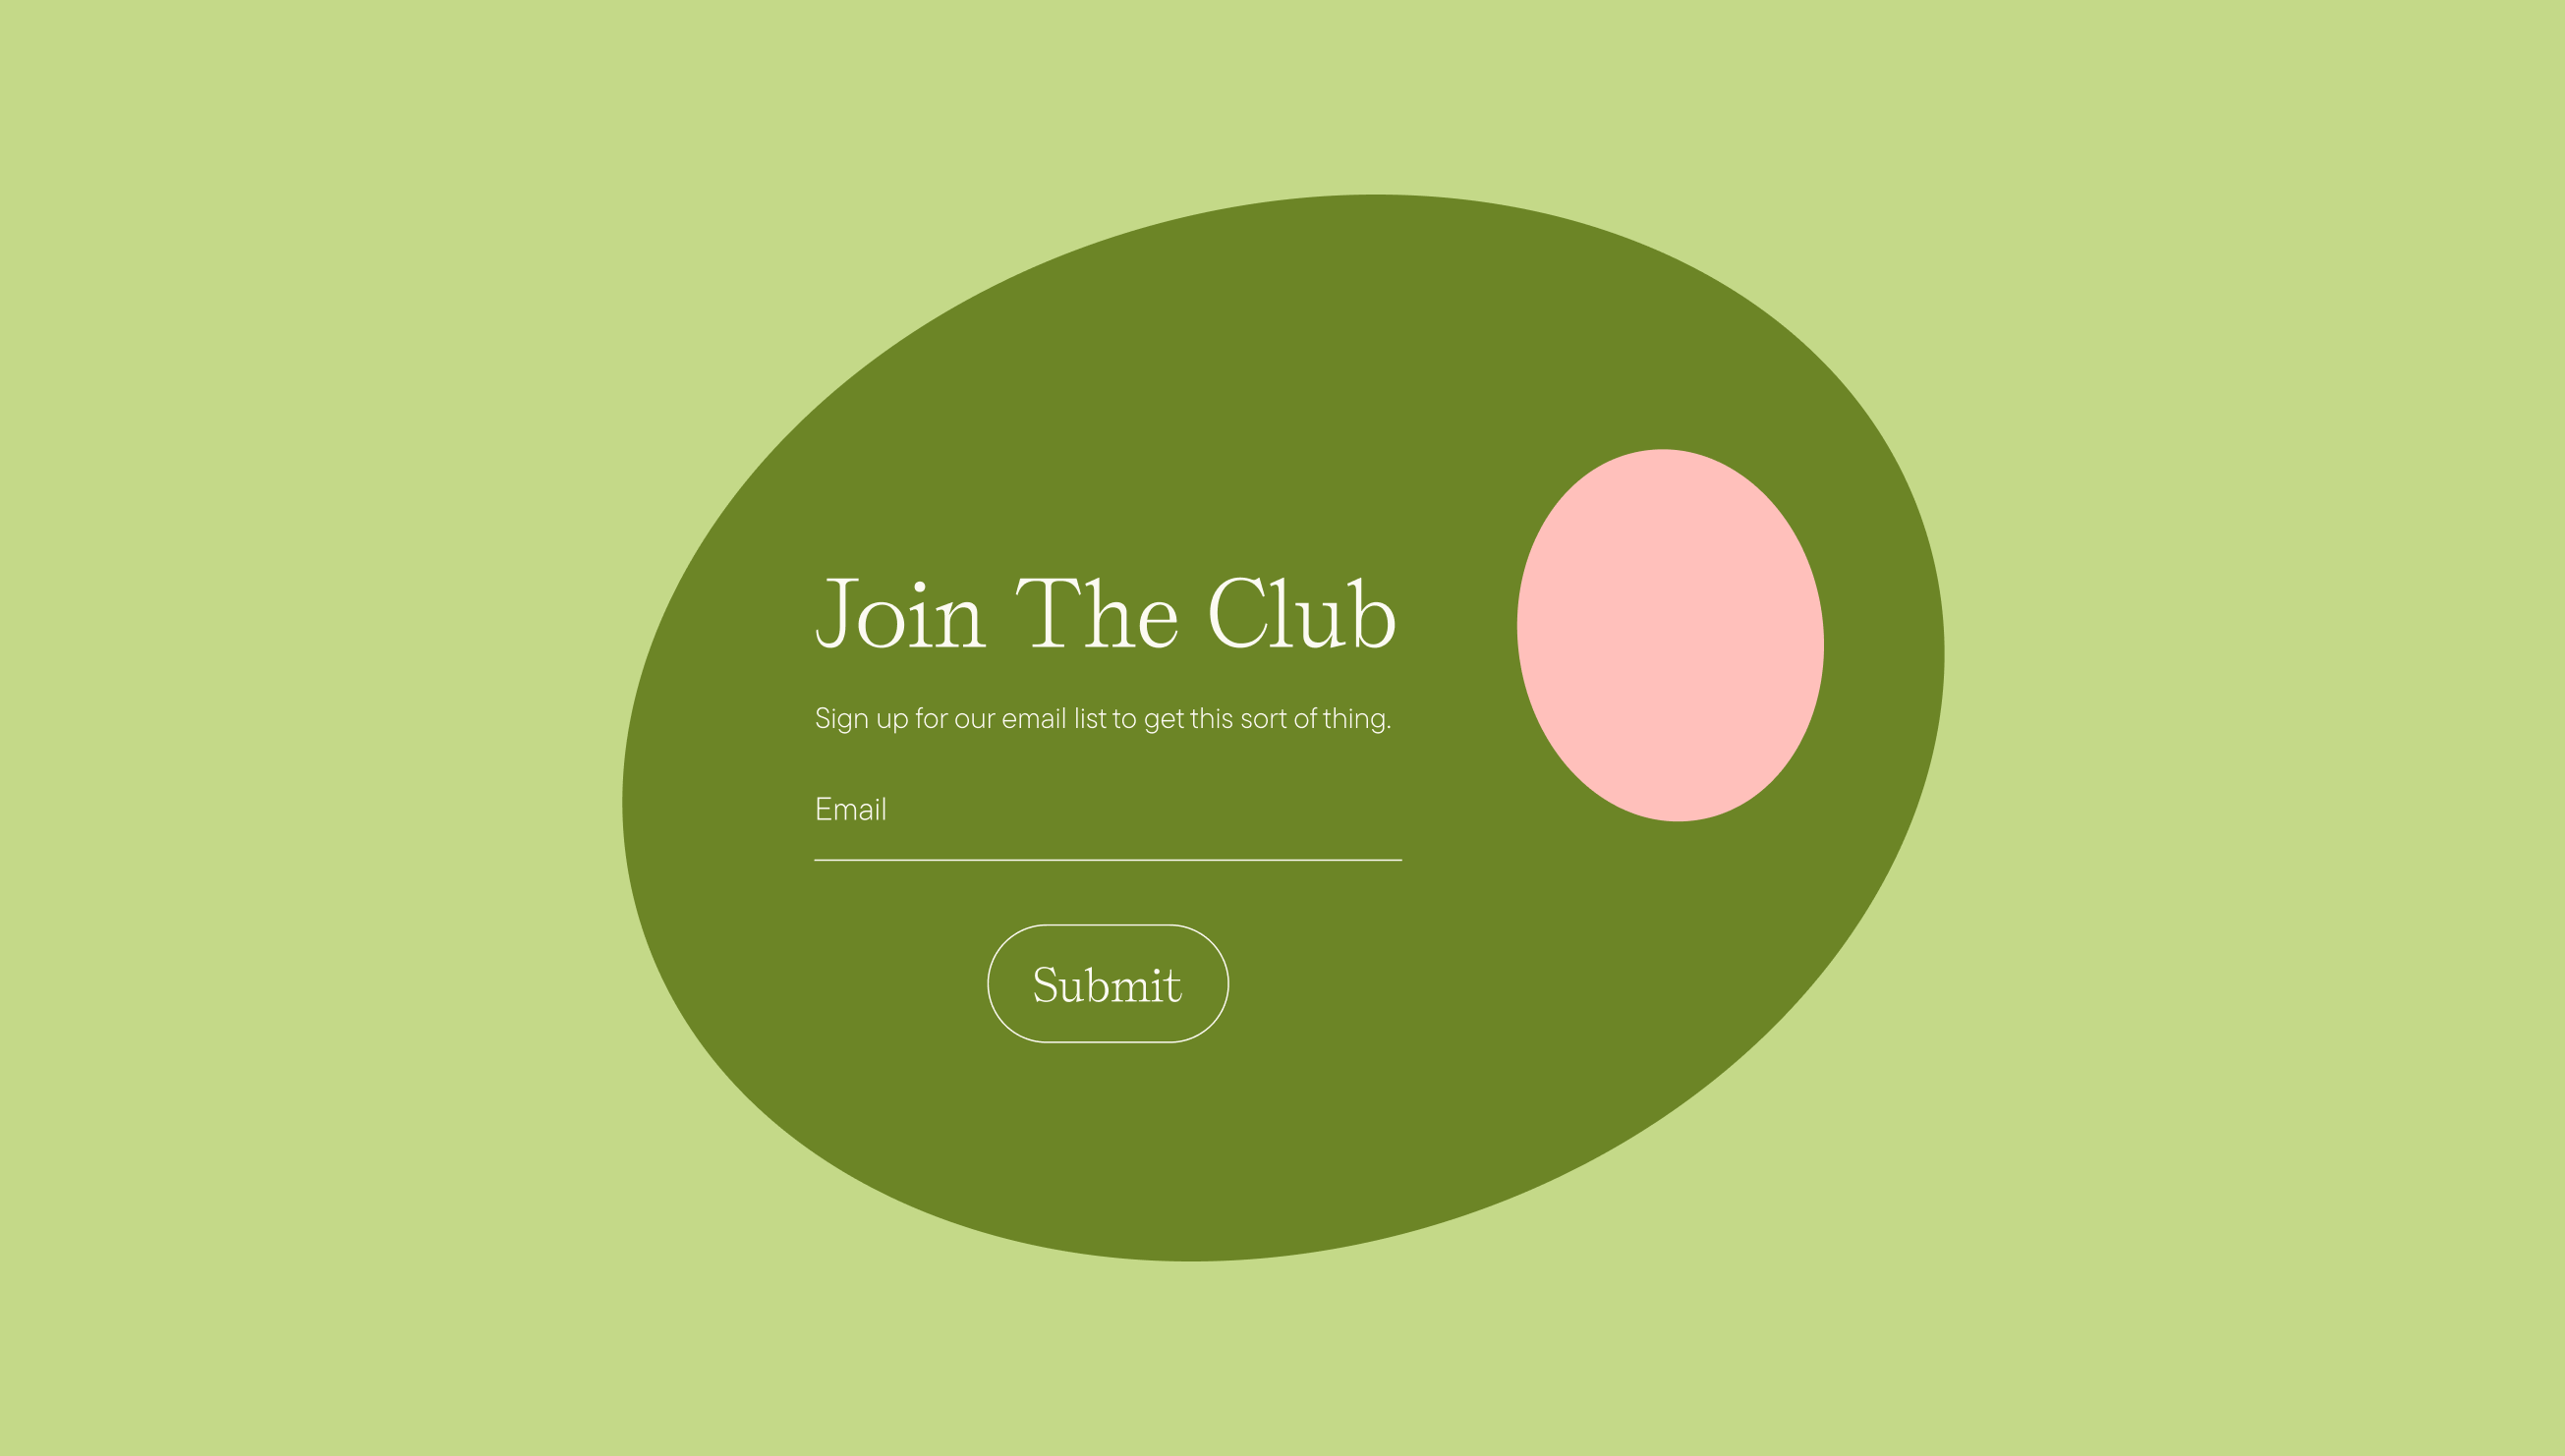 Join The Club
Sign up for our email list to get this sort of thing.
Email
Submit